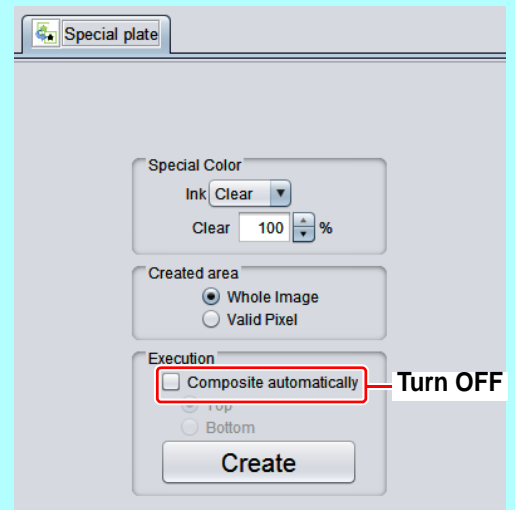 Special plate
Special Color
Ink Clear
Clear 100 %
Created area
Whole Image
Valid Pixel
Execution
Composite automatically
Turn OFF
Top
Bottom
Create